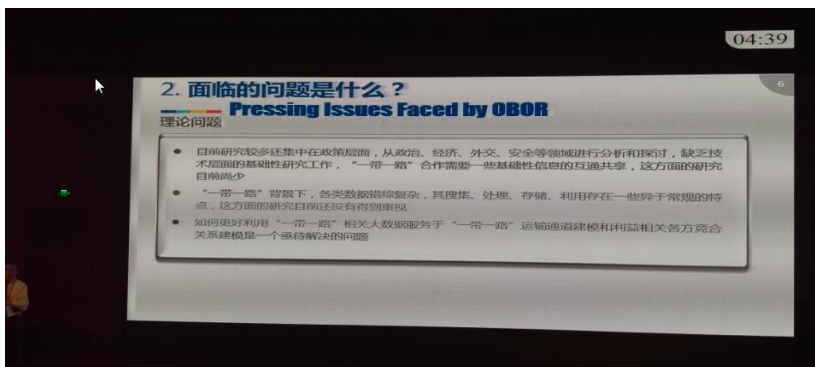 04:39
6
2. 面临的问题是什么？
Pressing Issues Faced by OBOR
理论问题
● 目前研究较多还集中在政策层面，从政治、经济、外交、安全等领域进行分析和探讨，缺乏技
术层面的基础性研究工作，“一带一路”合作需要一些基础性信息的互通共享，这方面的研究
目前尚少
● “一带一路”背景下，各类数据错综复杂，其搜集、处理、存储、利用存在一些异于常规的特
点，这方面的研究目前还没有得到重视
● 如何更好利用“一带一路”相关大数据服务于“一带一路”运输通道建模和利益相关各方竞合
关系建模是一个亟待解决的问题